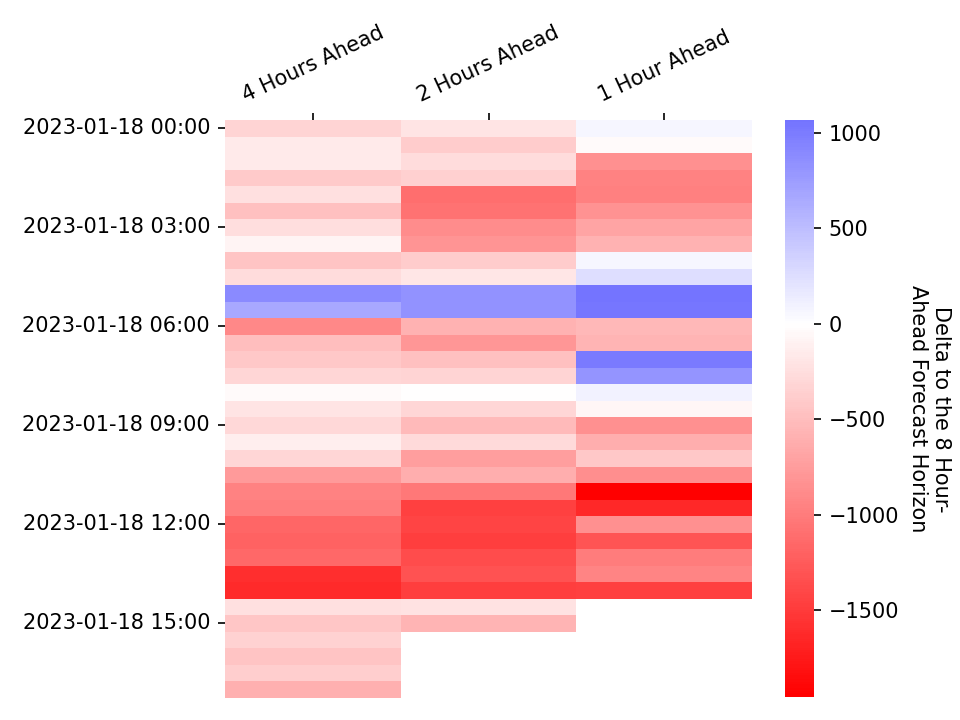 4 Hours Ahead
2 Hours Ahead
1 Hour Ahead
2023-01-18 00:00
2023-01-18 03:00
2023-01-18 06:00
2023-01-18 09:00
2023-01-18 12:00
2023-01-18 15:00
1000
500
0
−500
−1000
−1500
Delta to the 8 Hour-
Ahead Forecast Horizon